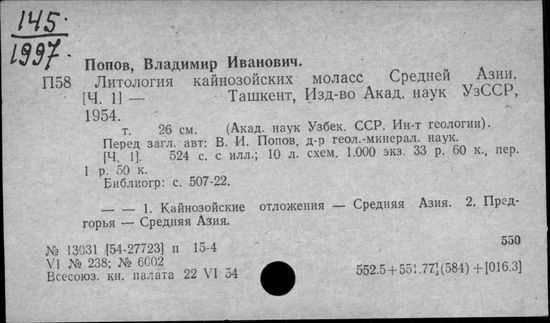 145
1997.
Попов, Владимир Иванович.
П58 Литология кайнозойских моласс Средней Азии.
[Ч. 1] — Ташкент, Изд-во Акад. наук УзССР,
1954.
т. 26 см. (Акад. наук Узбек. ССР. Ин-т геологии).
Перед загл. авт: В. И. Попов, д-р геол.-минерал. наук.
[Ч. 1]. 524 с. с илл.; 10 л. схем. 1.000 экз. 33 р. 60 к., пер.
1 р. 50 к.
Библиогр: с. 507-22.
— — 1. Кайнозойские отложения — Средняя Азия. 2. Пред-
горья — Средняя Азия.
550
№ 13031 [54-27723] п 15-4
VI № 238; № 6002
Всесоюз. кн. палата 22 VI 54 552.5+551.77](584)+[016.3]